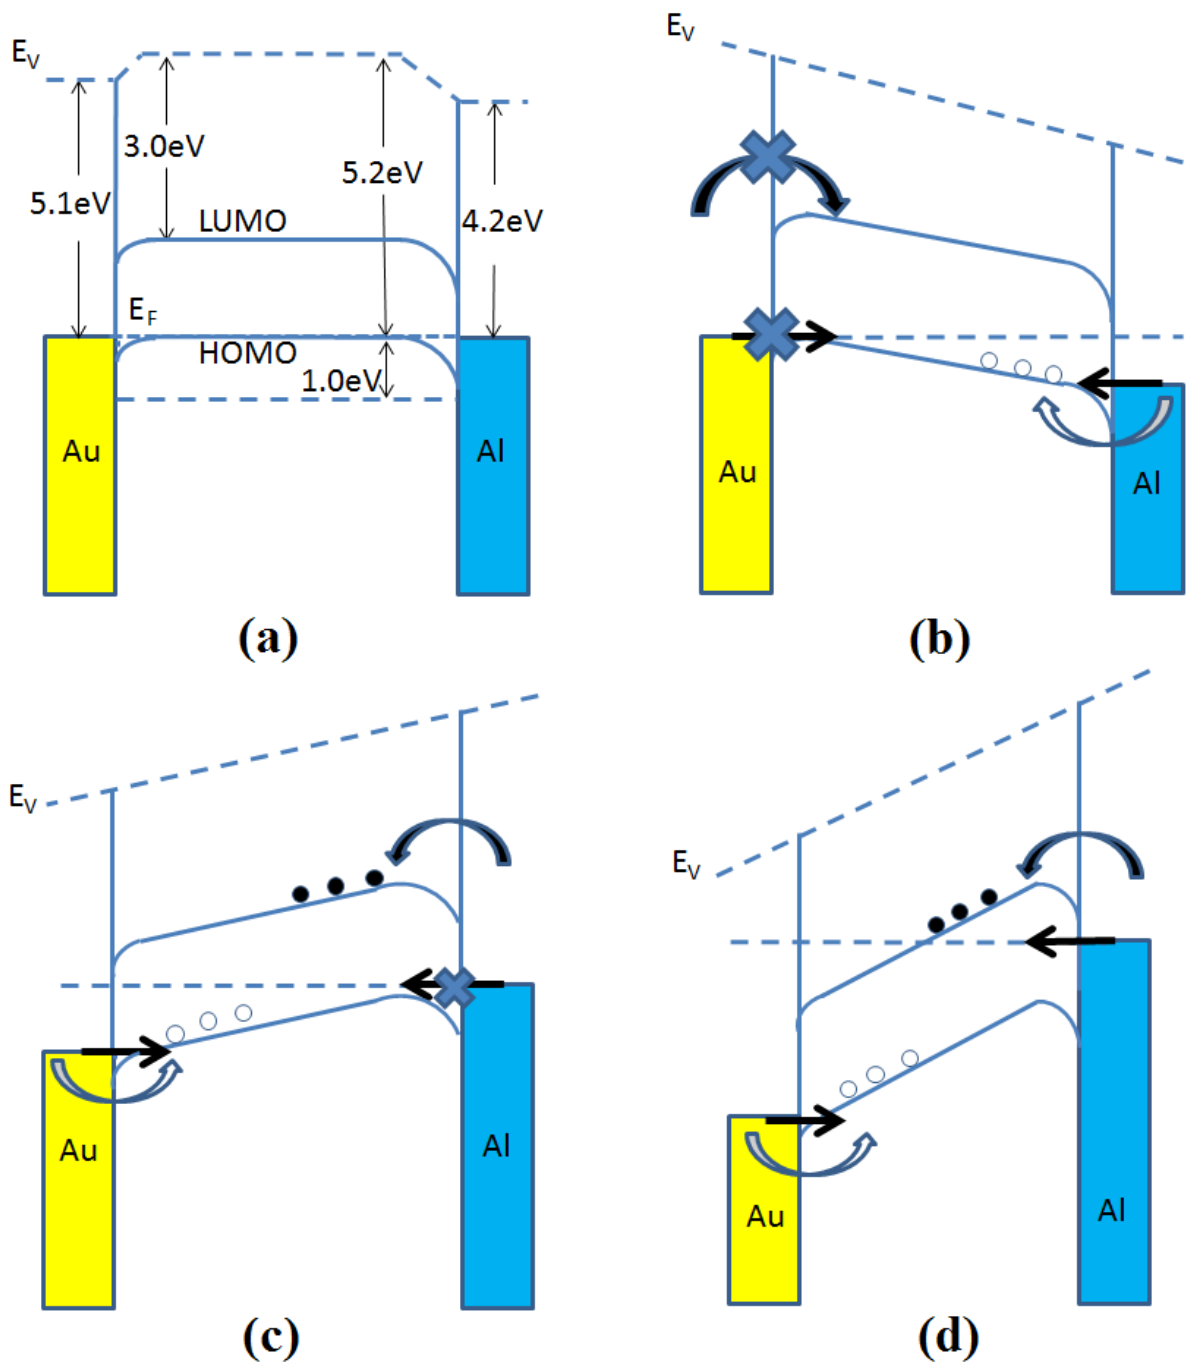 E_V
3.0eV
5.2eV
5.1eV
4.2eV
LUMO
E_F
HOMO
1.0eV
Au
Al
(a)
E_V
Au
Al
(b)
E_V
Au
Al
(c)
E_V
Au
Al
(d)